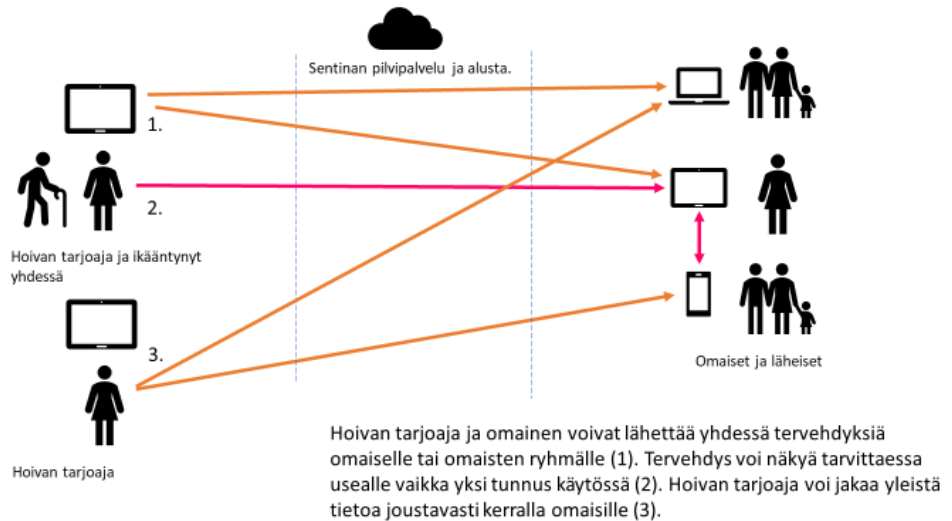 Sentinan pilvipalvelu ja alusta.
1.
2.
Hoivan tarjoaja ja ikääntynyt
yhdessä
3.
Omaiset ja läheiset
Hoivan tarjoaja
Hoivan tarjoaja ja omainen voivat lähettää yhdessä tervehdyksiä
omaiselle tai omaisten ryhmälle (1). Tervehdys voi näkyä tarvittaessa
usealle vaikka yksi tunnus käytössä (2). Hoivan tarjoaja voi jakaa yleistä
tietoa joustavasti kerralla omaisille (3).